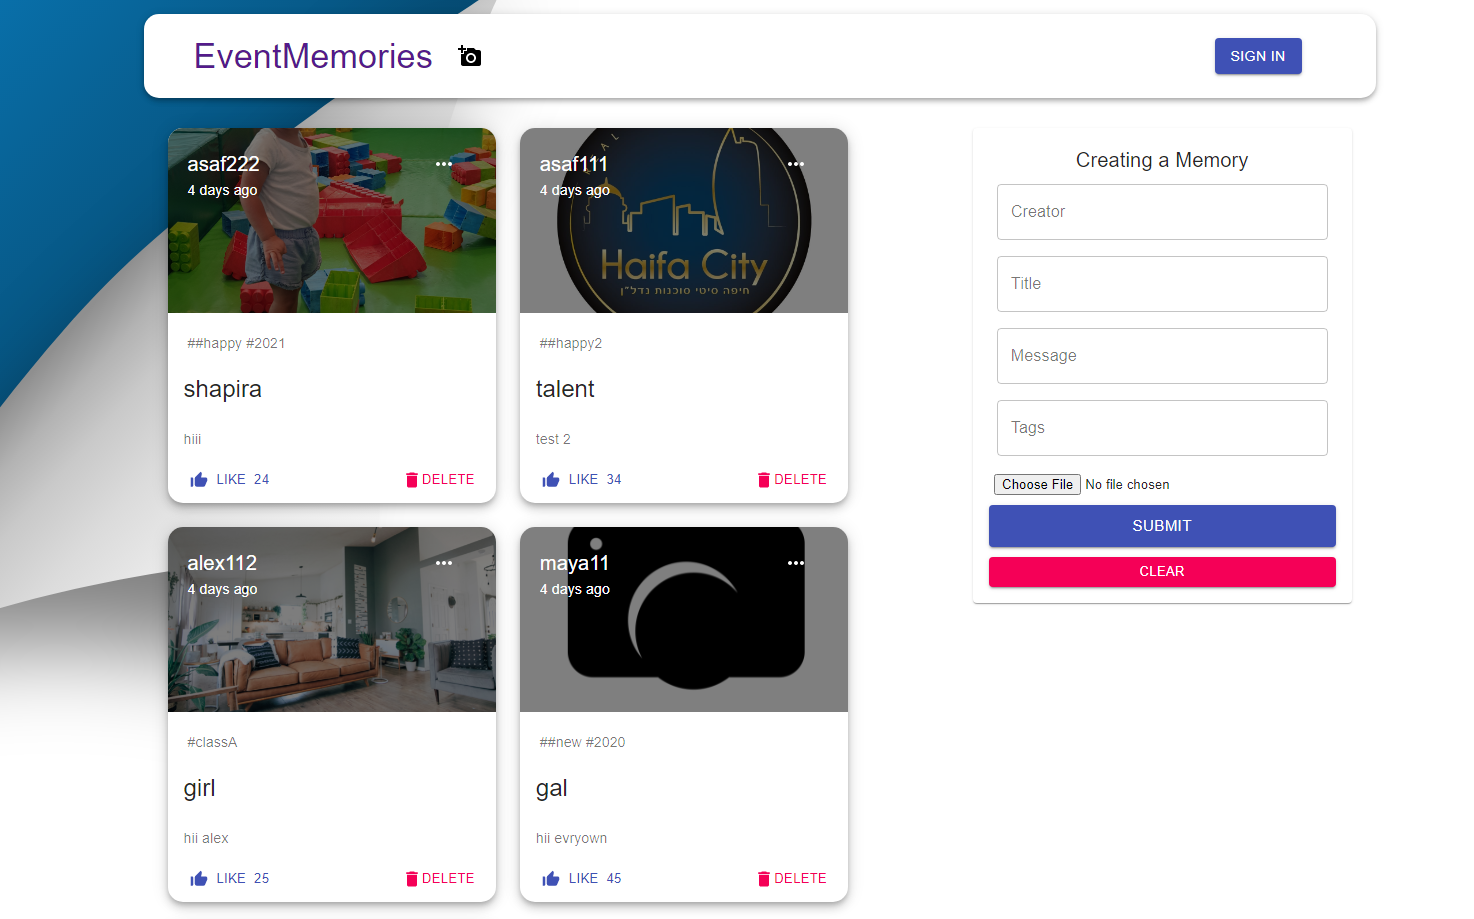 EventMemories
SIGN IN
asaf222
4 days ago
##happy #2021
shapira
hiii
LIKE 24
DELETE
asaf111
4 days ago
Haifa City
חיפה סיטי סוכנות נדל"ן
##happy2
talent
test 2
LIKE 34
DELETE
alex112
4 days ago
#classA
girl
hii alex
LIKE 25
DELETE
maya11
4 days ago
##new #2020
gal
hii evryown
LIKE 45
DELETE
Creating a Memory
Creator
Title
Message
Tags
Choose File No file chosen
SUBMIT
CLEAR